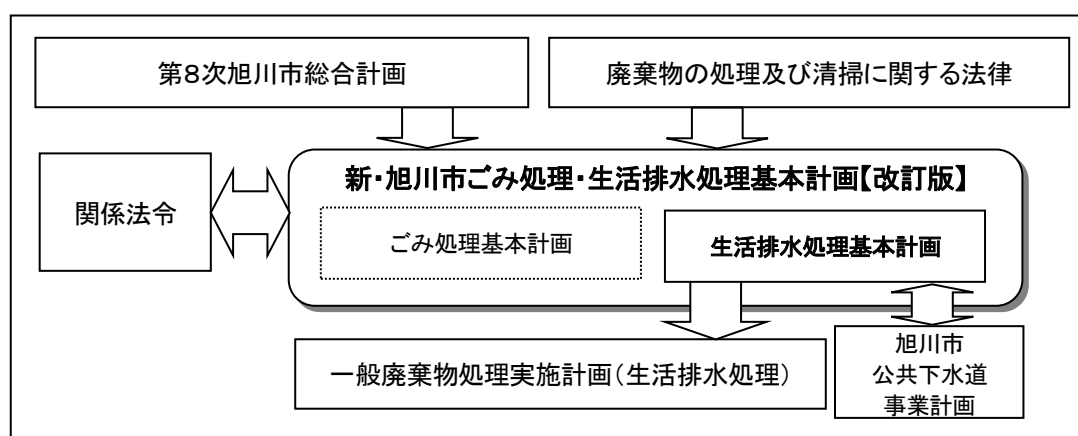 第8次旭川市総合計画
廃棄物の処理及び清掃に関する法律
新・旭川市ごみ処理・生活排水処理基本計画【改訂版】
関係法令
ごみ処理基本計画
生活排水処理基本計画
一般廃棄物処理実施計画(生活排水処理)
旭川市
公共下水道
事業計画